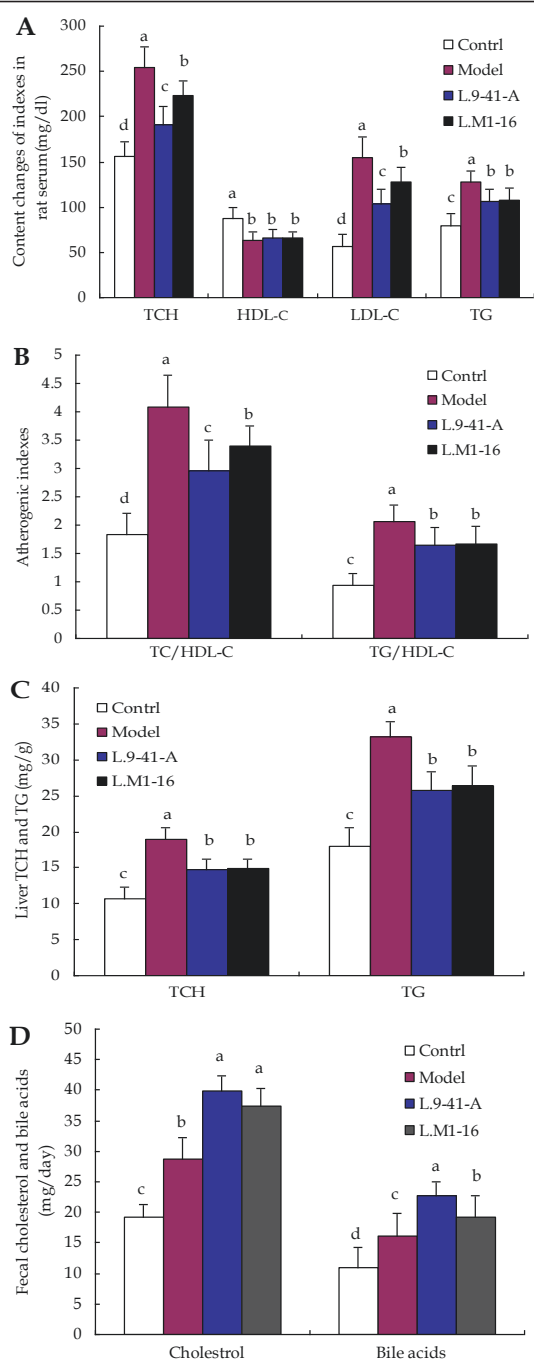 A
Content changes of indexes in
rat serum(mg/dl)
300
250
200
150
100
50
0
Contrl
Model
L.9-41-A
L.M1-16
d
a
c
b
a
b
b
b
d
a
c
b
c
a
b
b
TCH
HDL-C
LDL-C
TG
B
Atherogenic indexes
4.5
4
3.5
3
2.5
2
1.5
1
0.5
0
Contrl
Model
L.9-41-A
L.M1-16
d
a
c
b
c
a
b
b
TC/HDL-C
TG/HDL-C
C
Liver TCH and TG (mg/g)
40
35
30
25
20
15
10
5
0
Contrl
Model
L.9-41-A
L.M1-16
c
a
b
b
c
a
b
b
TCH
TG
D
Fecal cholesterol and bile acids
(mg/day)
50
45
40
35
30
25
20
15
10
5
0
Contrl
Model
L.9-41-A
L.M1-16
c
b
a
a
d
c
a
b
Cholestrol
Bile acids